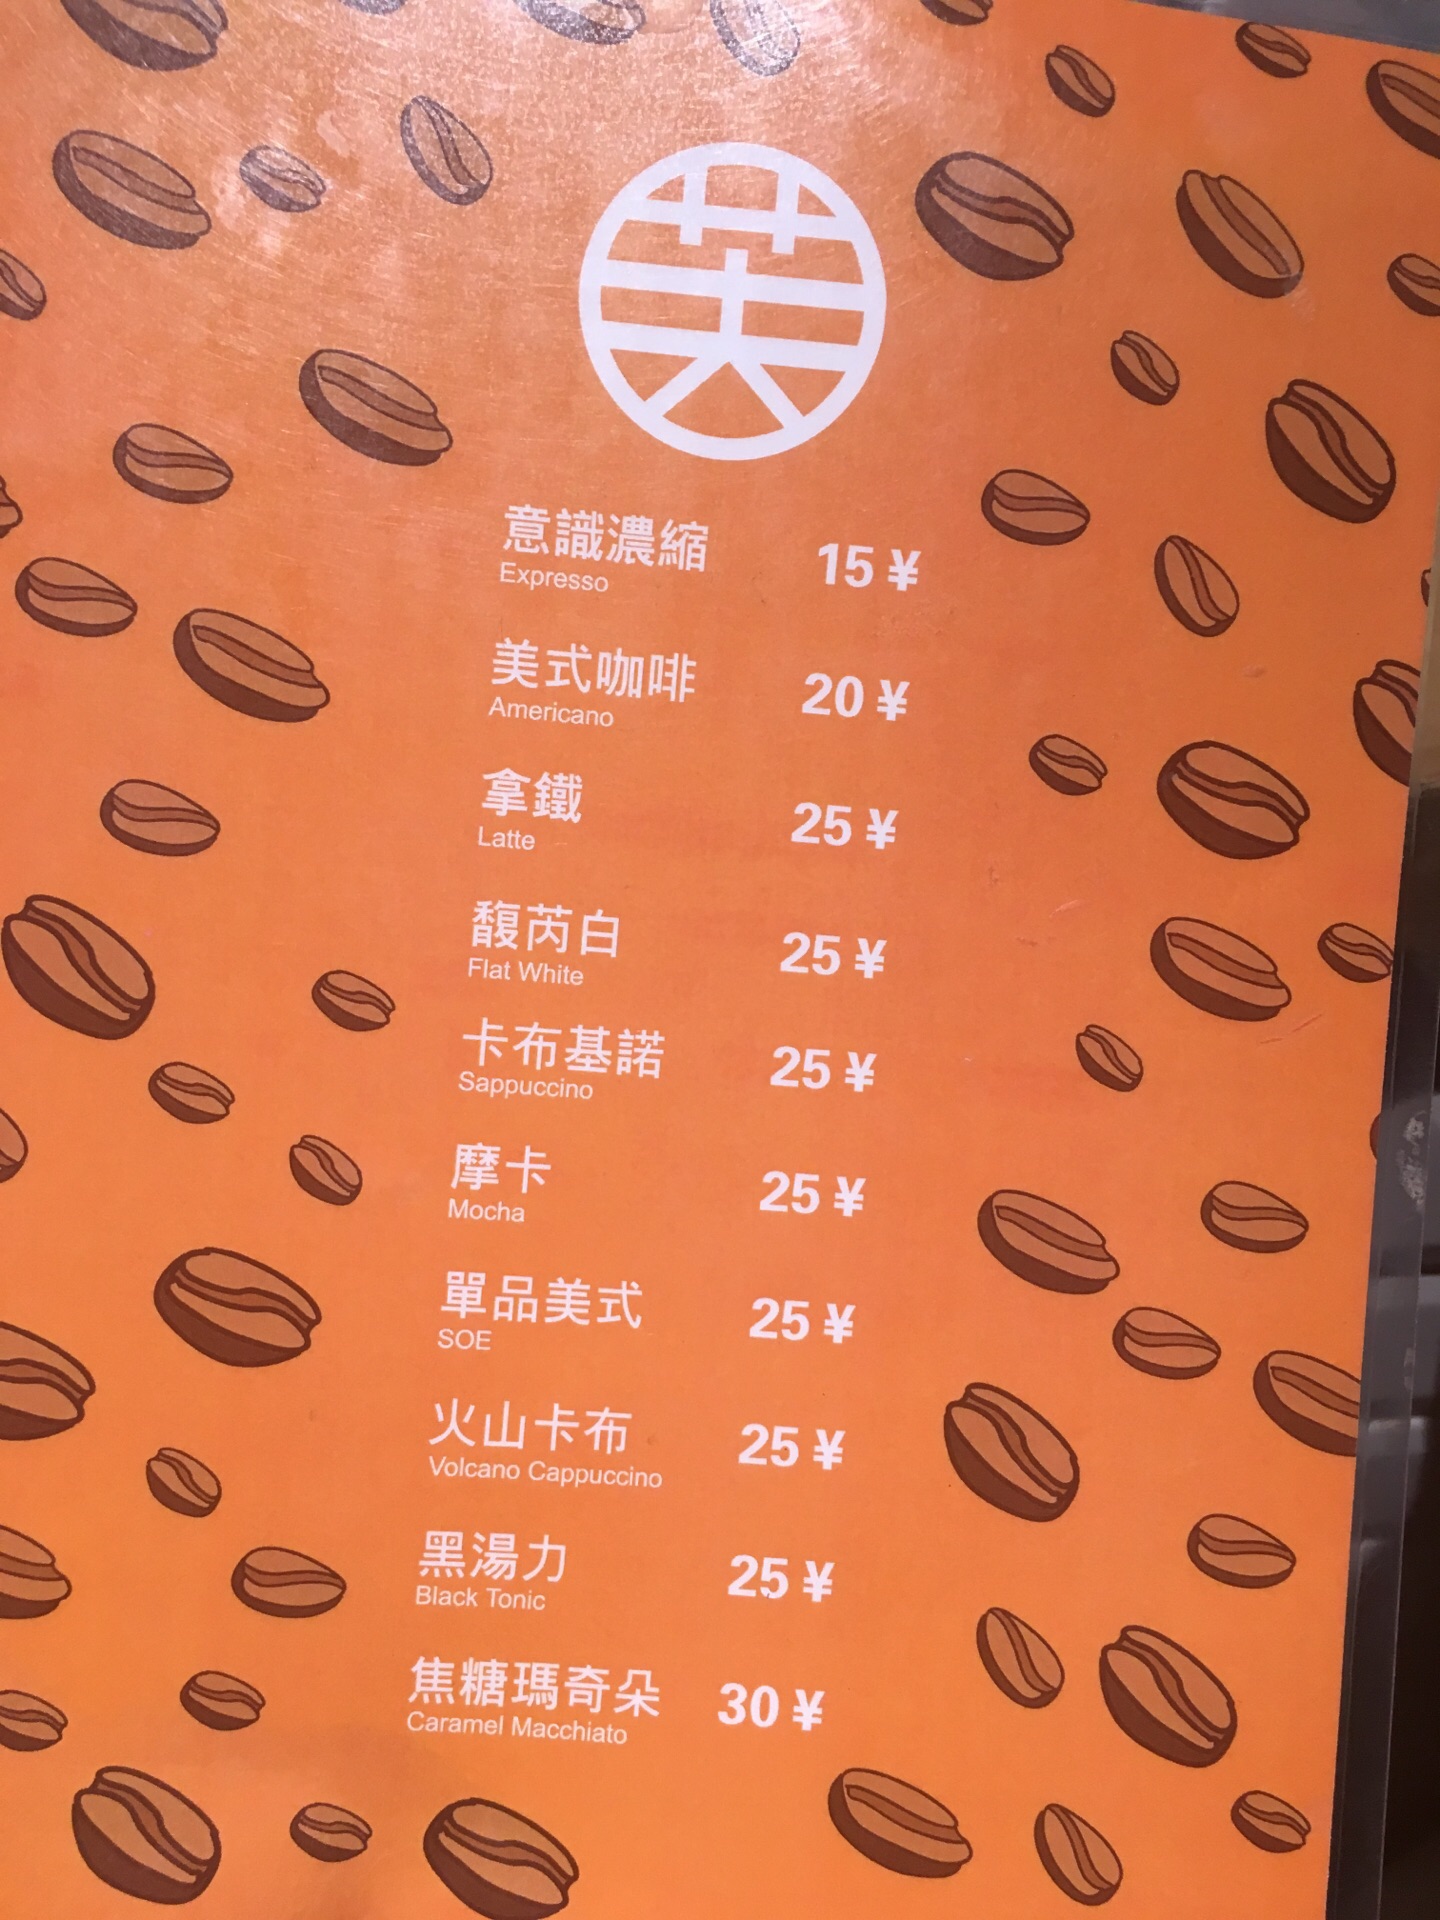 芙
意識濃縮 15 ¥
Expresso
美式咖啡 20 ¥
Americano
拿鐵 25 ¥
Latte
馥芮白 25 ¥
Flat White
卡布基諾 25 ¥
Sappuccino
摩卡 25 ¥
Mocha
單品美式 25 ¥
SOE
火山卡布 25 ¥
Volcano Cappuccino
黑湯力 25 ¥
Black Tonic
焦糖瑪奇朵 30 ¥
Caramel Macchiato